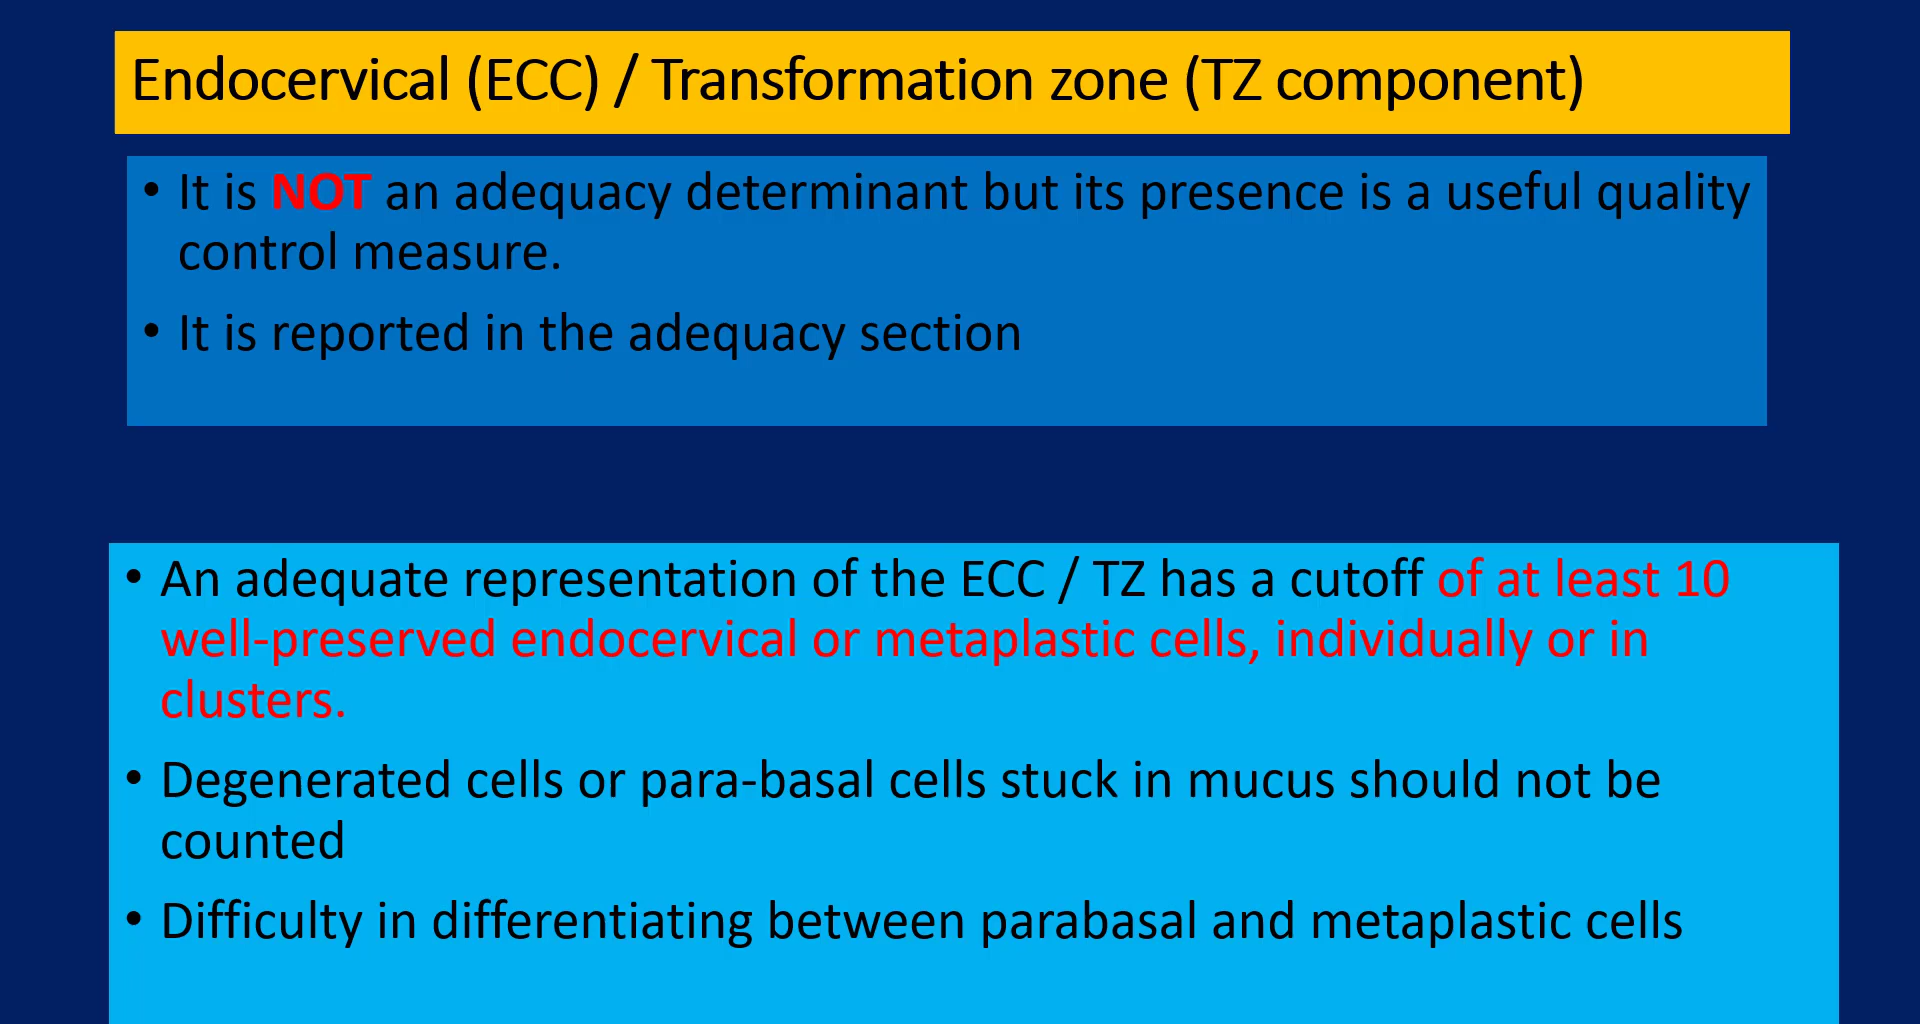 Endocervical (ECC) / Transformation zone (TZ component)
• It is NOT an adequacy determinant but its presence is a useful quality
control measure.
• It is reported in the adequacy section
• An adequate representation of the ECC / TZ has a cutoff of at least 10
well-preserved endocervical or metaplastic cells, individually or in
clusters.
• Degenerated cells or para-basal cells stuck in mucus should not be
counted
• Difficulty in differentiating between parabasal and metaplastic cells